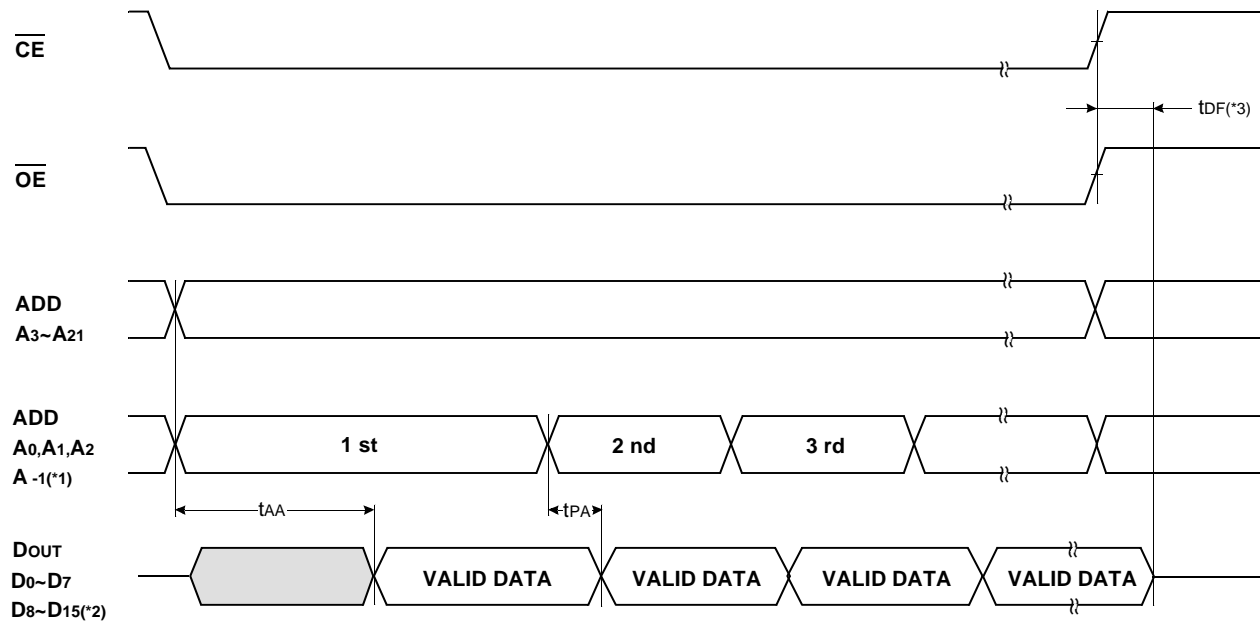 CE
tDF(*3)
OE
ADD
A3~A21
ADD
A0,A1,A2
A -1(*1)
1 st
2 nd
3 rd
tAA
tPA
DOUT
D0~D7
D8~D15(*2)
VALID DATA
VALID DATA
VALID DATA
VALID DATA